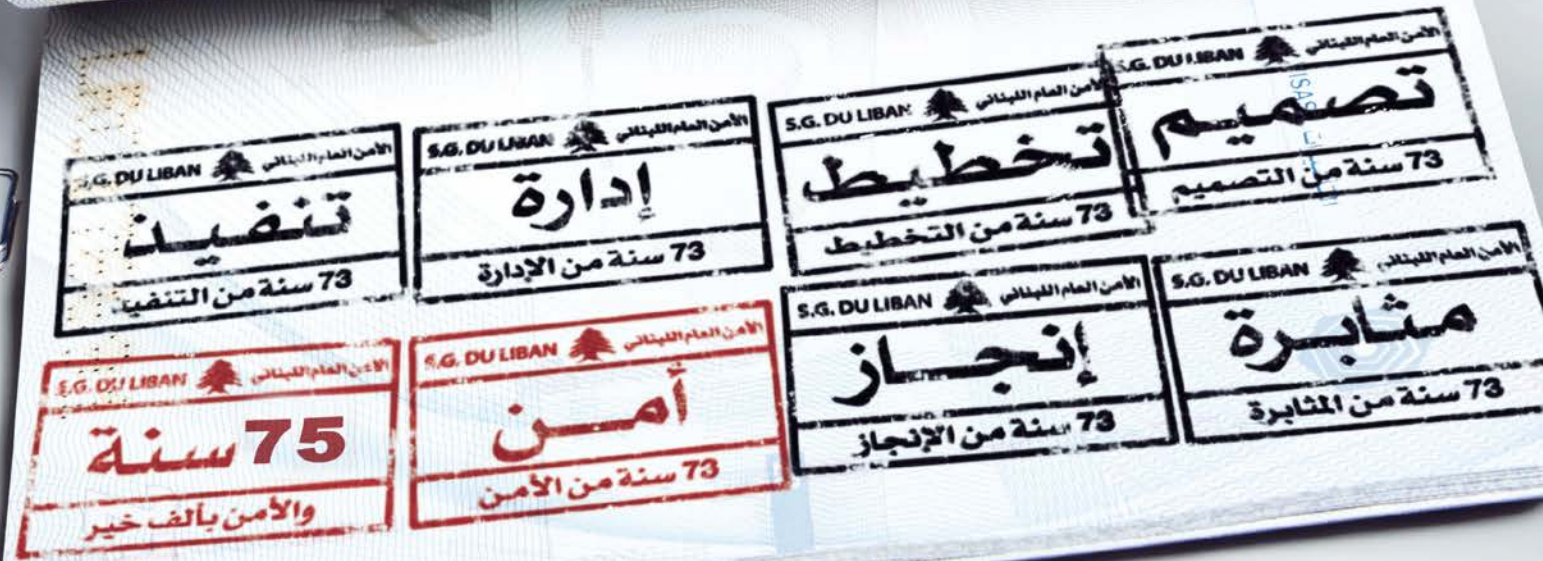 S.G. DU LIBAN الأمن العام اللبناني
تصميم
73 سنة من التصميم
S.G. DU LIBAN الأمن العام اللبناني
تخطيط
73 سنة من التخطيط
S.G. DU LIBAN الأمن العام اللبناني
إدارة
73 سنة من الإدارة
S.G. DU LIBAN الأمن العام اللبناني
تنفيذ
73 سنة من التنفيذ
S.G. DU LIBAN الأمن العام اللبناني
مثابرة
73 سنة من المثابرة
S.G. DU LIBAN الأمن العام اللبناني
إنجاز
73 سنة من الإنجاز
S.G. DU LIBAN الأمن العام اللبناني
أمن
73 سنة من الأمن
S.G. DU LIBAN الأمن العام اللبناني
75 سنة
والأمن بألف خير